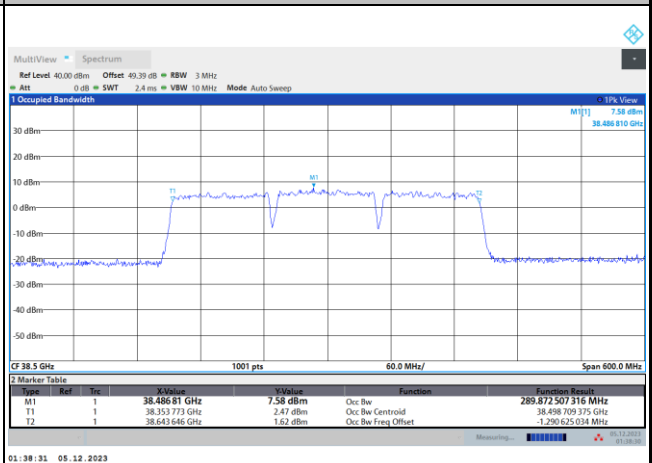 MultiView Spectrum
Ref Level 40.00 dBm Offset 49.39 dB RBW 3 MHz
Att 0 dB SWT 2.4 ms VBW 10 MHz Mode Auto Sweep
1 Occupied Bandwidth 1Pk View
M1[1] 7.58 dBm
38.486 810 GHz
30 dBm
20 dBm
M1
10 dBm
T1 T2
0 dBm
-10 dBm
-20 dBm
-30 dBm
-40 dBm
-50 dBm
CF 38.5 GHz 1001 pts 60.0 MHz/ Span 600.0 MHz
2 Marker Table
Type Ref Trc X-Value Y-Value Function Function Result
M1 1 38.486 81 GHz 7.58 dBm Occ Bw 289.872 507 316 MHz
T1 1 38.353 773 GHz 2.47 dBm Occ Bw Centroid 38.498 709 375 GHz
T2 1 38.643 646 GHz 1.62 dBm Occ Bw Freq Offset -1.290 625 034 MHz
Measuring... 05.12.2023
01:38:30
01:38:31 05.12.2023